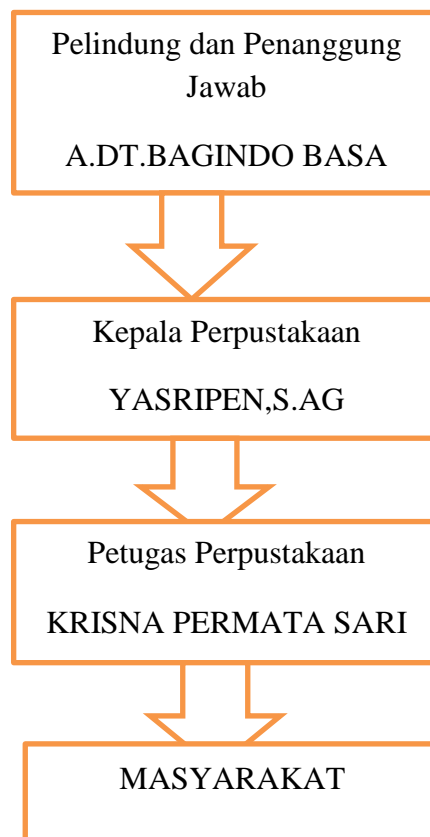 Pelindung dan Penanggung
Jawab
A.DT.BAGINDO BASA
Kepala Perpustakaan
YASRIPEN,S.AG
Petugas Perpustakaan
KRISNA PERMATA SARI
MASYARAKAT